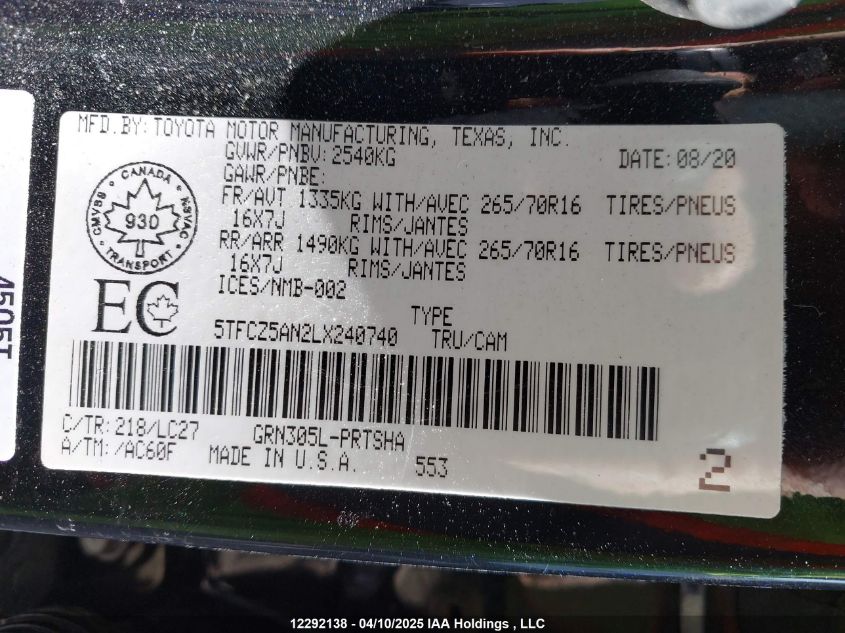 MFD.BY: TOYOTA MOTOR MANUFACTURING, TEXAS, INC.
GVWR/PNBV: 2540KG DATE: 08/20
GAWR/PNBE:
FR/AVT 1335KG WITH/AVEC 265/70R16 TIRES/PNEUS
16X7J RIMS/JANTES
RR/ARR 1490KG WITH/AVEC 265/70R16 TIRES/PNEUS
16X7J RIMS/JANTES
ICES/NMB-002
CANADA
CMVSS
930
NSVAC
TRANSPORT
EC
TYPE
5TFCZ5AN2LX240740 TRU/CAM
C/TR: 218/LC27 GRN305L-PRTSHA
A/TM: /AC60F MADE IN U.S.A. 553
2
4505T
12292138 - 04/10/2025 IAA Holdings , LLC